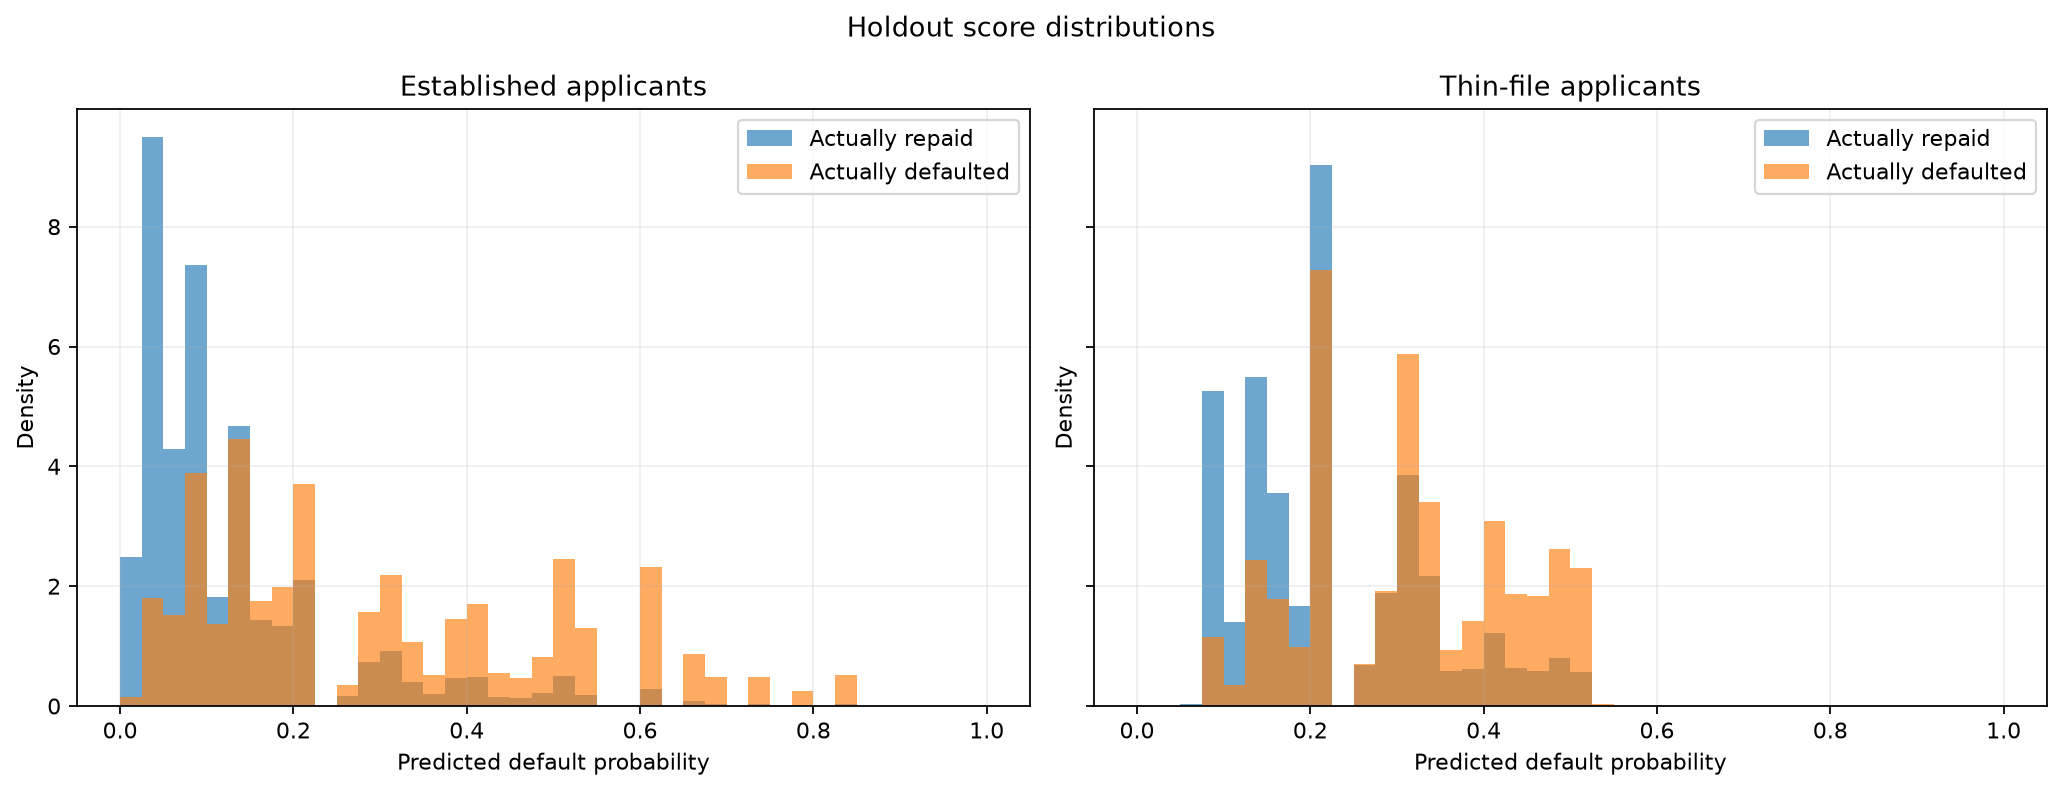 Holdout score distributions
Established applicants
Actually repaid
Actually defaulted
Density
8
6
4
2
0
0.0 0.2 0.4 0.6 0.8 1.0
Predicted default probability
Thin-file applicants
Actually repaid
Actually defaulted
Density
0.0 0.2 0.4 0.6 0.8 1.0
Predicted default probability